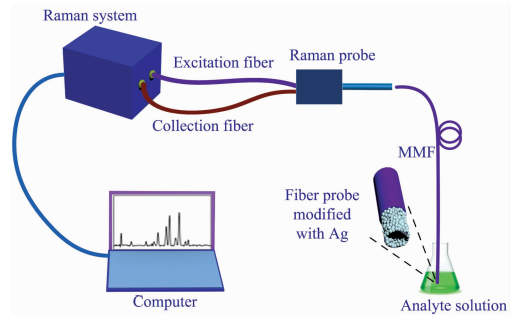 Raman system
Excitation fiber
Raman probe
Collection fiber
MMF
Fiber probe
modified
with Ag
Computer
Analyte solution